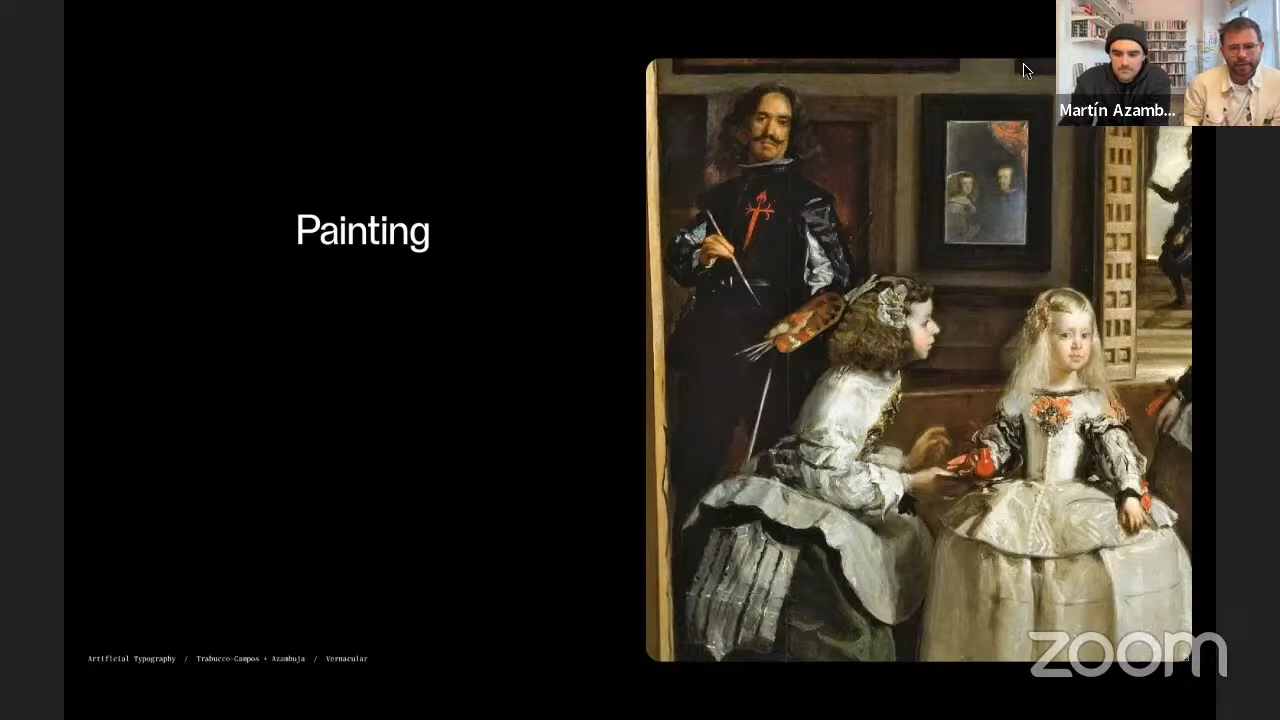 Martín Azamb...
Painting
Artificial Typography / Trabucco-Campos + Azambuja / Vernacular
zoom